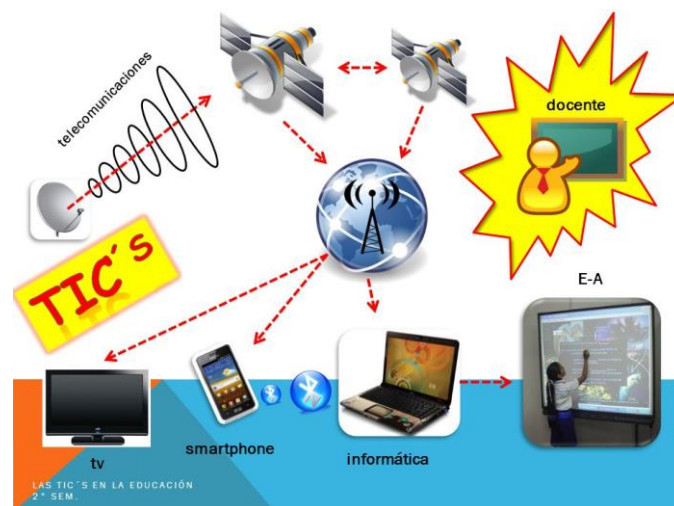 telecomunicaciones
docente
TIC´s
E-A
tv
smartphone
informática
LAS TIC´S EN LA EDUCACIÓN
2° SEM.